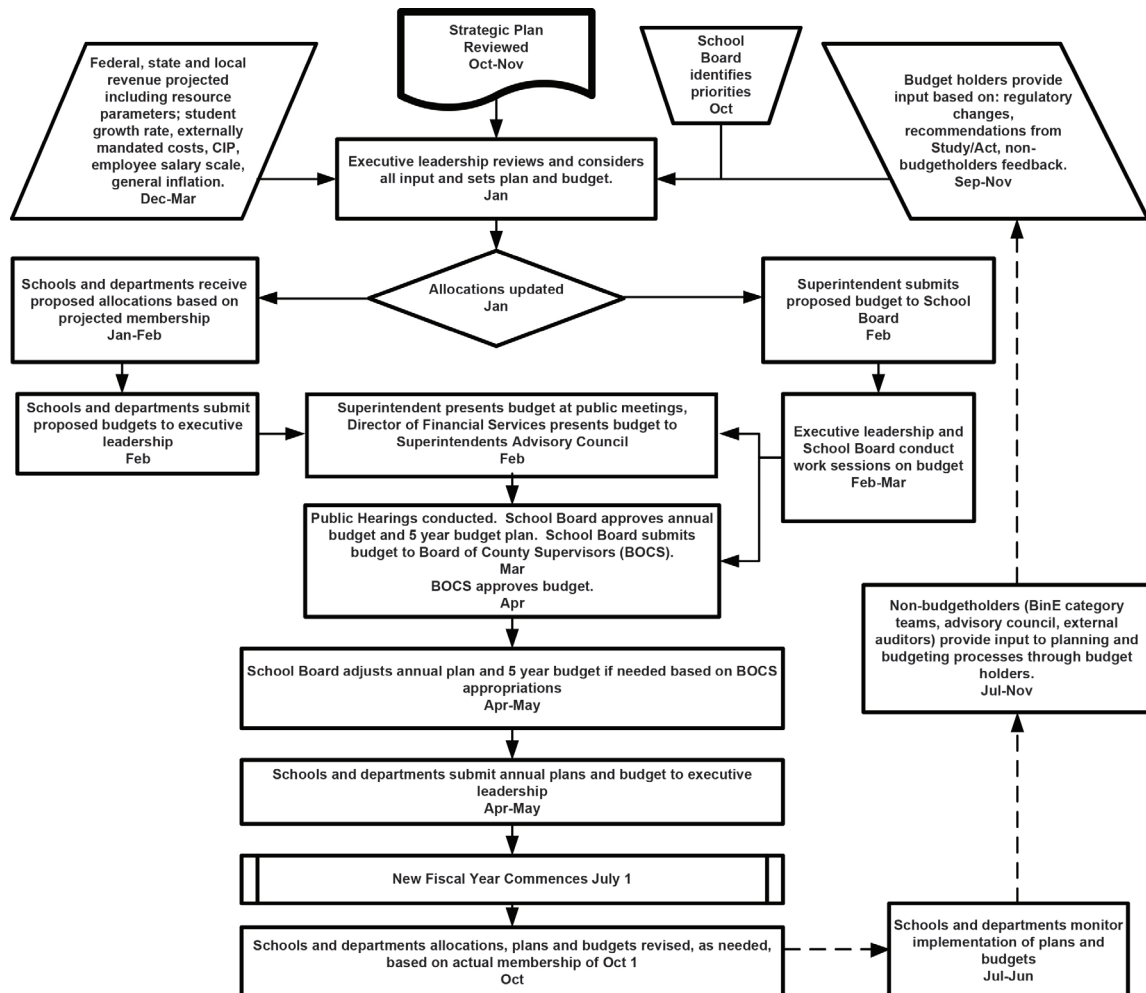 Strategic Plan
Reviewed
Oct-Nov
School
Board
identifies
priorities
Oct
Federal, state and local
revenue projected
including resource
parameters; student
growth rate, externally
mandated costs, CIP,
employee salary scale,
general inflation.
Dec-Mar
Budget holders provide
input based on: regulatory
changes,
recommendations from
Study/Act, non-
budgetholders feedback.
Sep-Nov
Executive leadership reviews and considers
all input and sets plan and budget.
Jan
Allocations updated
Jan
Schools and departments receive
proposed allocations based on
projected membership
Jan-Feb
Superintendent submits
proposed budget to School
Board
Feb
Schools and departments submit
proposed budgets to executive
leadership
Feb
Superintendent presents budget at public meetings,
Director of Financial Services presents budget to
Superintendents Advisory Council
Feb
Executive leadership and
School Board conduct
work sessions on budget
Feb-Mar
Public Hearings conducted. School Board approves annual
budget and 5 year budget plan. School Board submits
budget to Board of County Supervisors (BOCS).
Mar
BOCS approves budget.
Apr
Non-budgetholders (BinE category
teams, advisory council, external
auditors) provide input to planning and
budgeting processes through budget
holders.
Jul-Nov
School Board adjusts annual plan and 5 year budget if needed based on BOCS
appropriations
Apr-May
Schools and departments submit annual plans and budget to executive
leadership
Apr-May
New Fiscal Year Commences July 1
Schools and departments allocations, plans and budgets revised, as needed,
based on actual membership of Oct 1
Oct
Schools and departments monitor
implementation of plans and
budgets
Jul-Jun